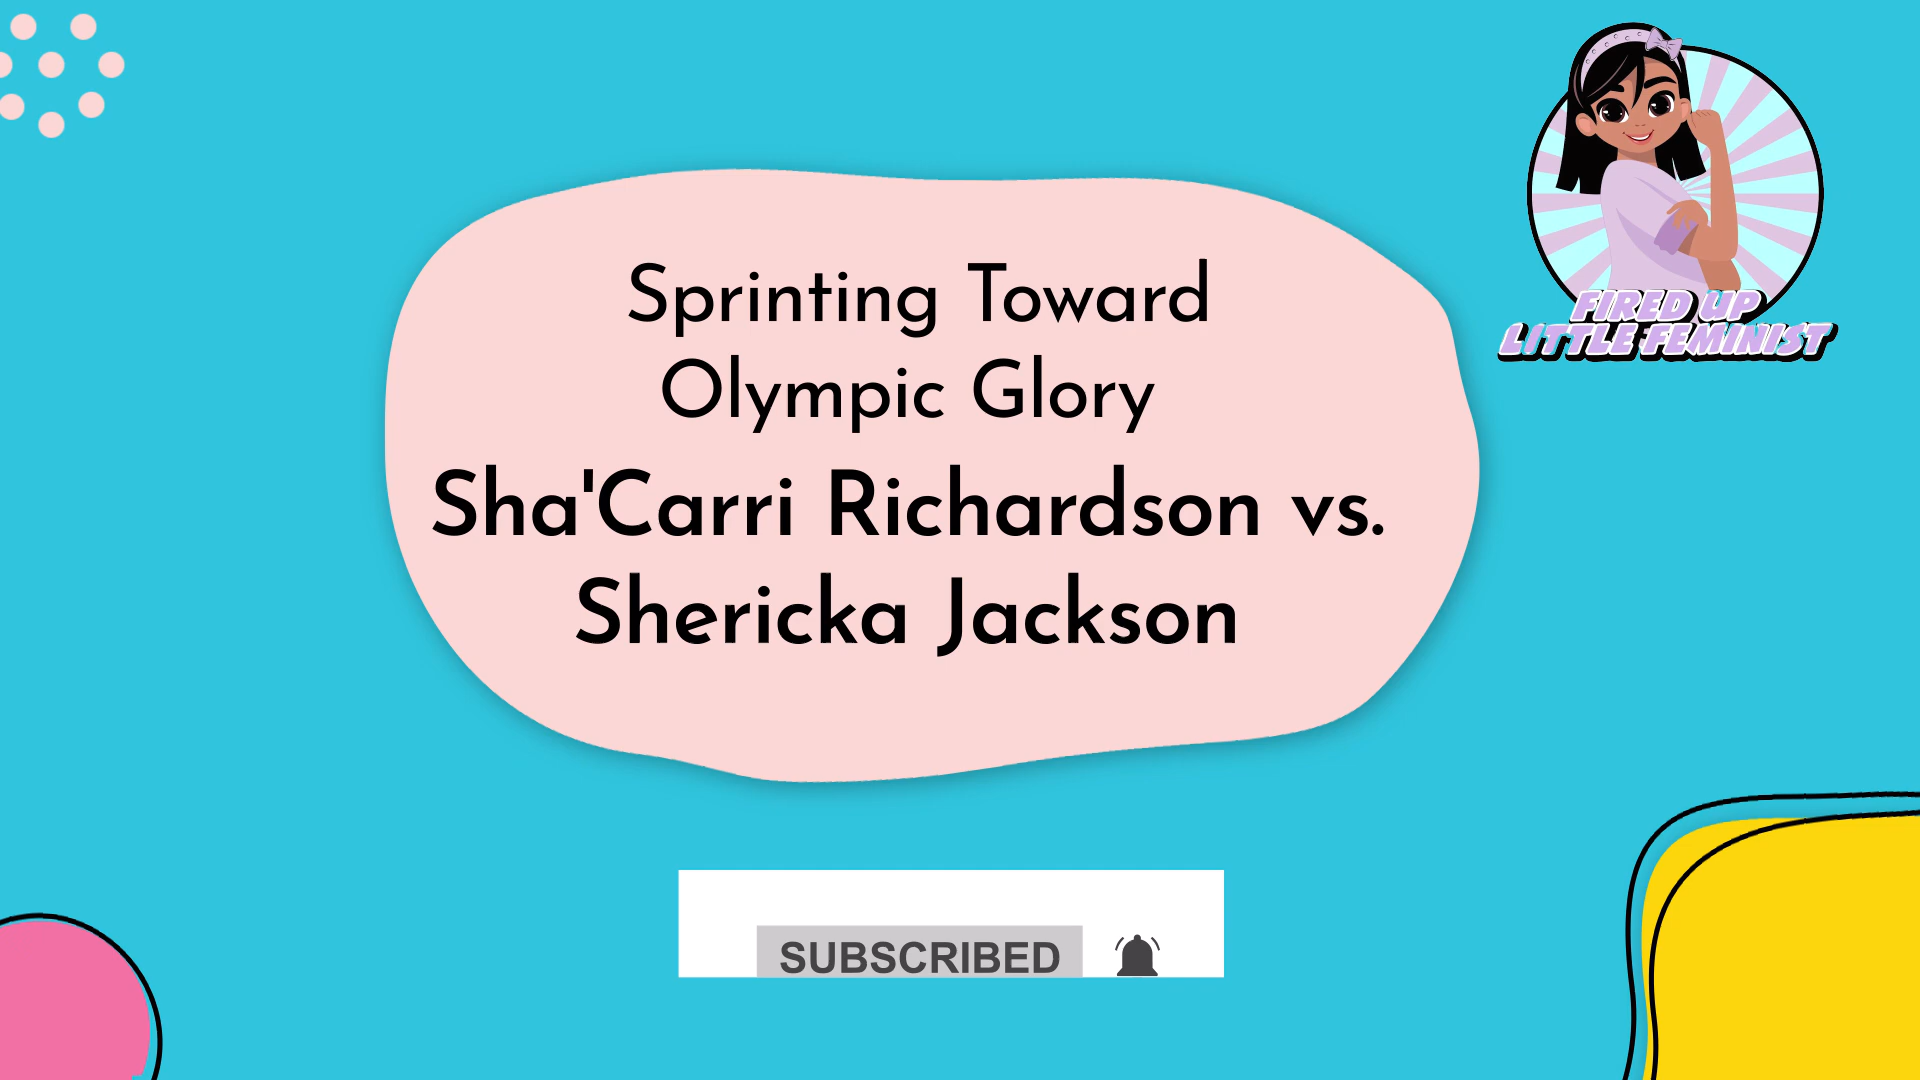 FIRED UP
LITTLE FEMINIST
Sprinting Toward
Olympic Glory
Sha'Carri Richardson vs.
Shericka Jackson
SUBSCRIBED